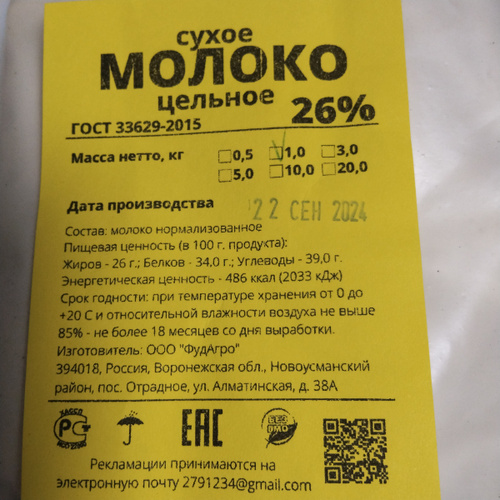 сухое
МОЛОКО
цельное 26%
ГОСТ 33629-2015
Масса нетто, кг 0,5 1,0 3,0
5,0 10,0 20,0
Дата производства 22 СЕН 2024
Состав: молоко нормализованное
Пищевая ценность (в 100 г. продукта):
Жиров - 26 г.; Белков - 34,0 г.; Углеводы - 39,0 г.
Энергетическая ценность - 486 ккал (2033 кДж)
Срок годности: при температуре хранения от 0 до
+20 С и относительной влажности воздуха не выше
85% - не более 18 месяцев со дня выработки.
Изготовитель: ООО "ФудАгро"
394018, Россия, Воронежская обл., Новоусманский
район, пос. Отрадное, ул. Алматинская, д. 38А
РСТ ЕАС БЕЗ ГМО
Рекламации принимаются на
электронную почту 2791234@gmail.com